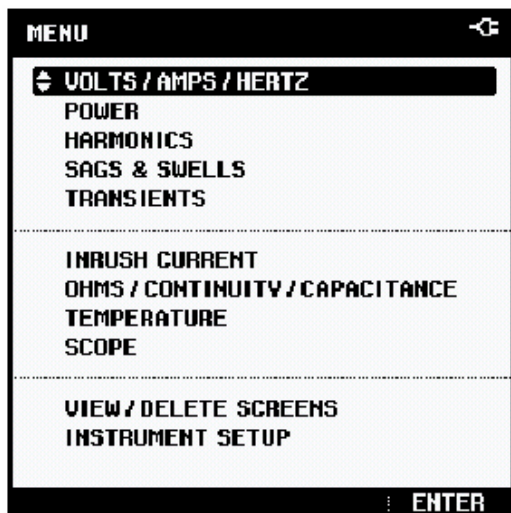 MENU
VOLTS / AMPS / HERTZ
POWER
HARMONICS
SAGS & SWELLS
TRANSIENTS
INRUSH CURRENT
OHMS / CONTINUITY / CAPACITANCE
TEMPERATURE
SCOPE
VIEW / DELETE SCREENS
INSTRUMENT SETUP
ENTER